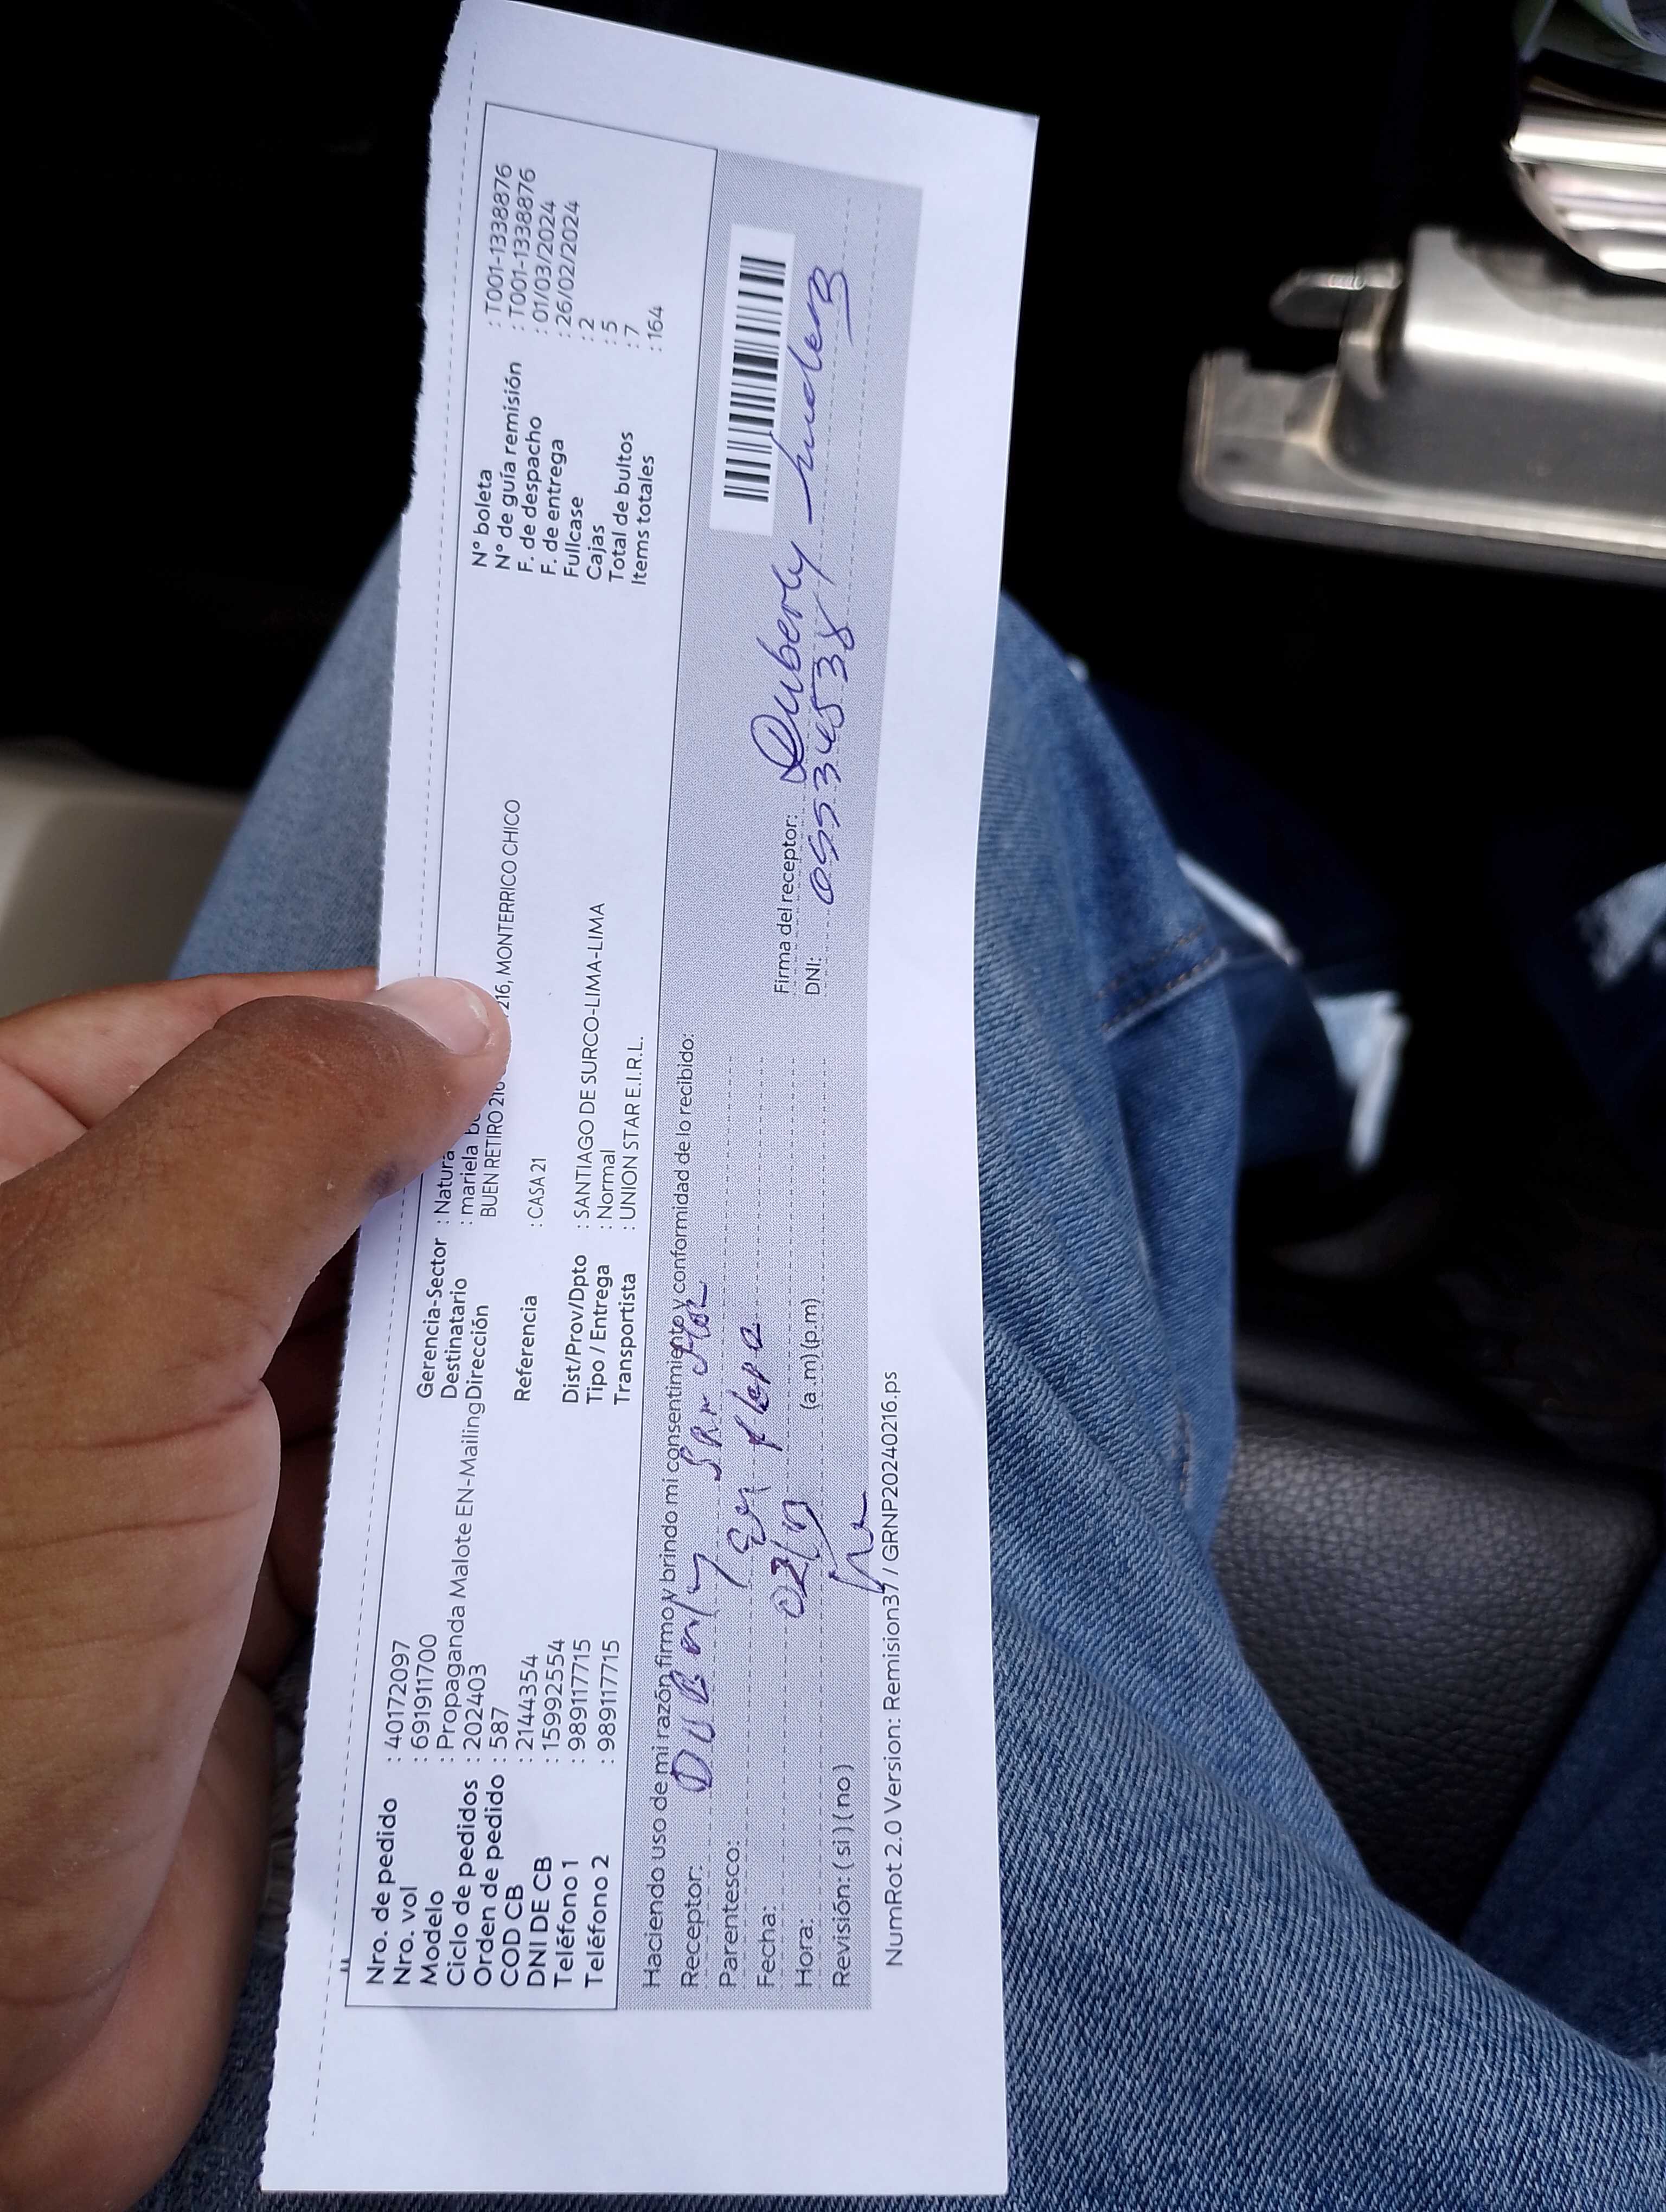 Nro. de pedido : 40172097
Nro. vol : 691911700
Modelo : Propaganda Malote EN-Mailing
Ciclo de pedidos : 202403
Orden de pedido : 587
COD CB : 2144354
DNI DE CB : 15992554
Teléfono 1 : 989117715
Teléfono 2 : 989117715
Gerencia-Sector : Natura
Destinatario : mariela
Dirección BUEN RETIRO 216 216, MONTERRICO CHICO
Referencia : CASA 21
Dist/Prov/Dpto : SANTIAGO DE SURCO-LIMA-LIMA
Tipo / Entrega : Normal
Transportista : UNION STAR E.I.R.L.
N° boleta : T001-1338876
N° de guía remisión : T001-1338876
F. de despacho : 01/03/2024
F. de entrega : 26/02/2024
Fullcase : 2
Cajas : 5
Total de bultos : 7
Items totales : 164
Haciendo uso de mi razón firmo y brindo mi consentimiento y conformidad de lo recibido:
Receptor:
Parentesco:
Fecha:
Hora: (a .m) (p.m)
Revisión: ( si ) ( no )
Firma del receptor: Duberly
DNI:
NumRot 2.0 Version: Remision37 / GRNP20240216.ps